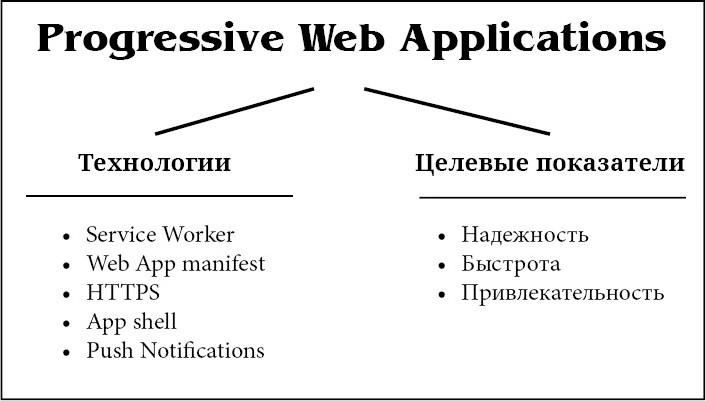 Progressive Web Applications
Технологии
Service Worker
Web App manifest
HTTPS
App shell
Push Notifications
Целевые показатели
Надежность
Быстрота
Привлекательность